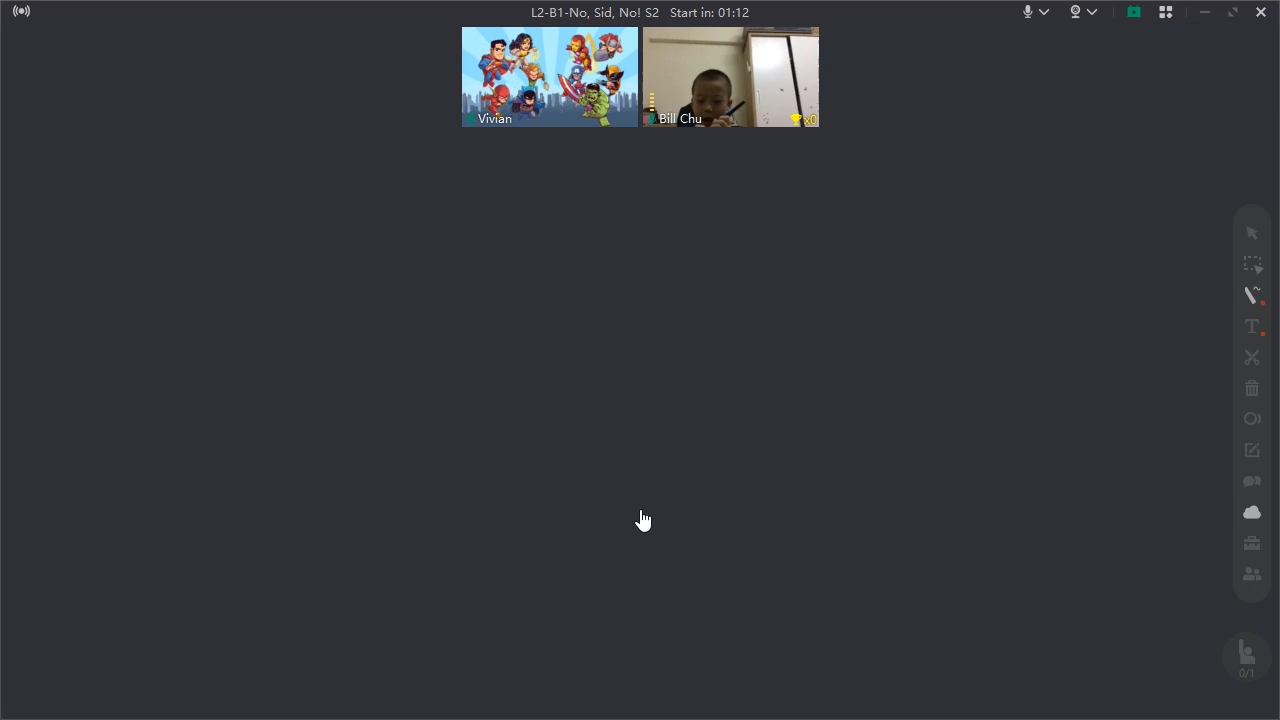 L2-B1-No, Sid, No! S2 Start in: 01:12
Vivian
Bill Chu
x0
T
0/1